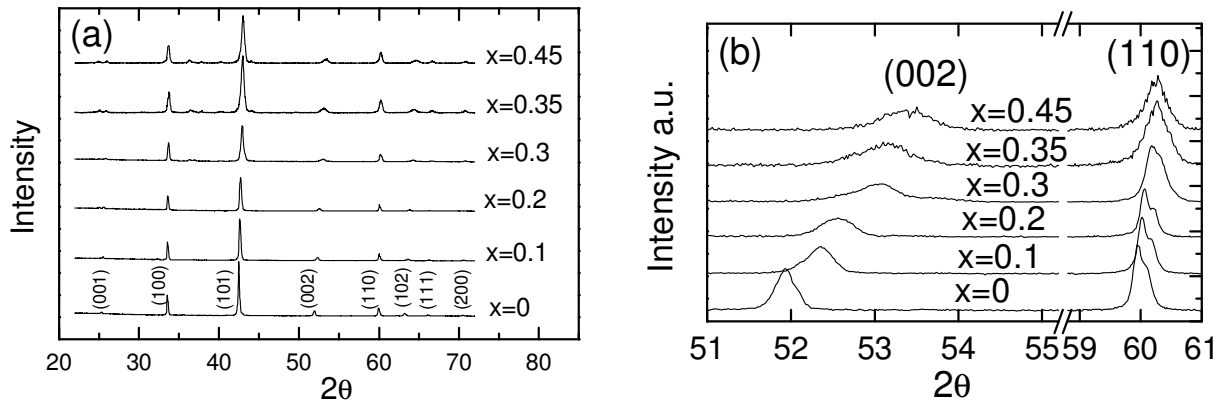 (a)
Intensity
x=0.45
x=0.35
x=0.3
x=0.2
x=0.1
x=0
(001) (100) (101) (002) (110) (102) (111) (200)
20 30 40 50 60 70 80
2θ
(b)
(002)
(110)
Intensity a.u.
x=0.45
x=0.35
x=0.3
x=0.2
x=0.1
x=0
51 52 53 54 55 59 60 61
2θ